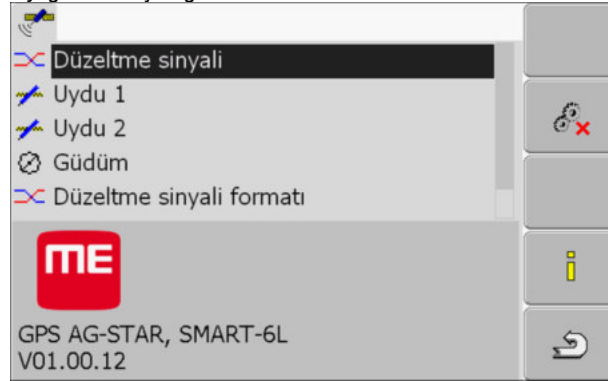 Düzeltme sinyali
Uydu 1
Uydu 2
Güdüm
Düzeltme sinyali formatı
ME
GPS AG-STAR, SMART-6L
V01.00.12